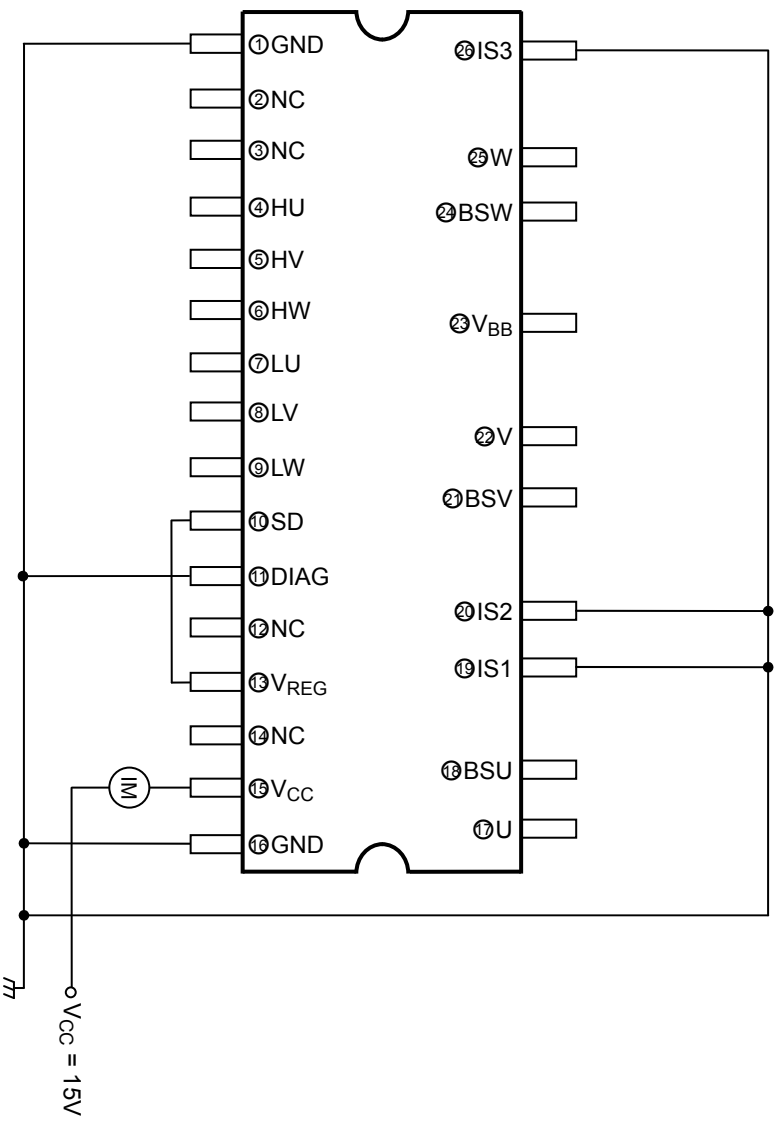 ①GND
②NC
③NC
④HU
⑤HV
⑥HW
⑦LU
⑧LV
⑨LW
⑩SD
⑪DIAG
⑫NC
⑬VREG
⑭NC
⑮VCC
⑯GND
㉖IS3
㉕W
㉔BSW
㉓VBB
㉒V
㉑BSV
⑳IS2
⑲IS1
⑱BSU
⑰U
IM
VCC = 15V